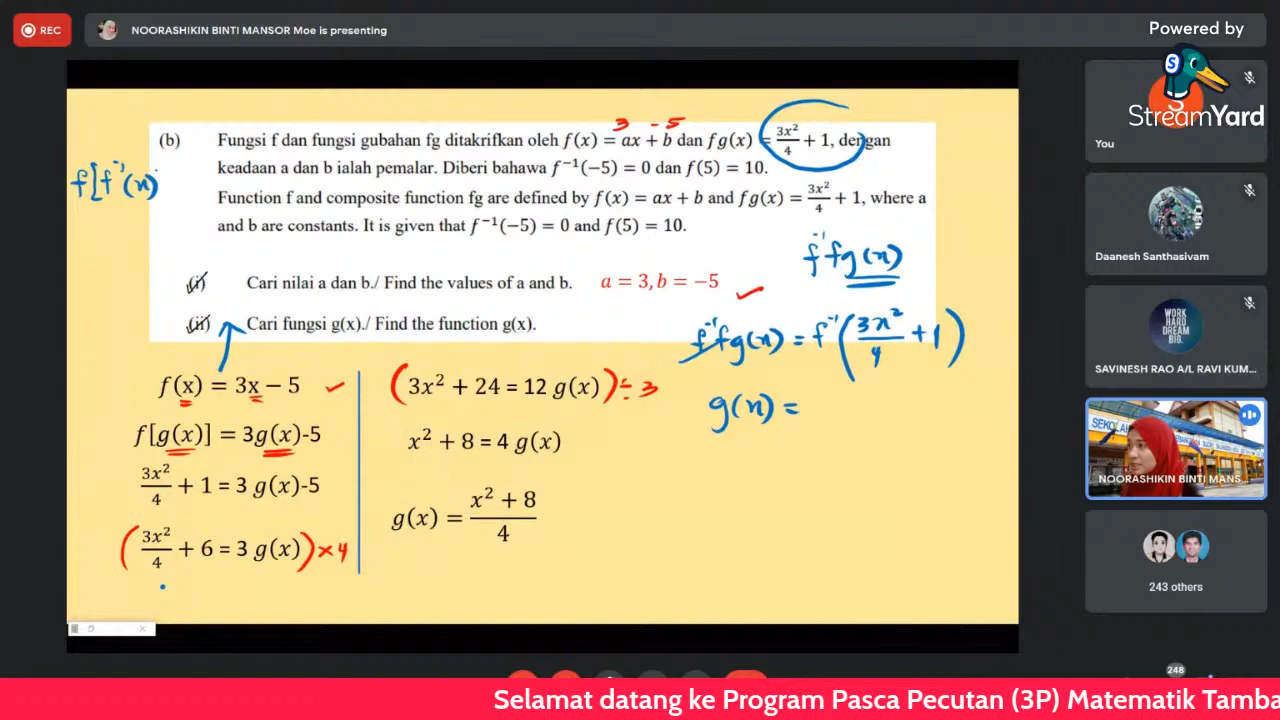 REC
NOORASHIKIN BINTI MANSOR Moe is presenting
Powered by
S
StreamYard
You
Daanesh Santhasivam
WORK
HARD
DREAM
BIG.
SAVINESH RAO A/L RAVI KUM...
SEKOLAH
NOORASHIKIN BINTI MANS...
243 others
248
3 -5
(b) Fungsi f dan fungsi gubahan fg ditakrifkan oleh f(x) = ax + b dan fg(x) = 3x²/4 + 1, dengan
keadaan a dan b ialah pemalar. Diberi bahawa f⁻¹(−5) = 0 dan f(5) = 10.
f[f⁻¹(x)
Function f and composite function fg are defined by f(x) = ax + b and fg(x) = 3x²/4 + 1, where a
and b are constants. It is given that f⁻¹(−5) = 0 and f(5) = 10.
f⁻¹fg(x)
(i) Cari nilai a dan b./ Find the values of a and b. a = 3, b = −5
(ii) Cari fungsi g(x)./ Find the function g(x).
f⁻¹fg(x) = f⁻¹(3x²/4 + 1)
g(x) =
f(x) = 3x − 5
f[g(x)] = 3g(x)-5
3x²/4 + 1 = 3 g(x)-5
(3x²/4 + 6 = 3 g(x)) × 4
(3x² + 24 = 12 g(x)) ÷ 3
x² + 8 = 4 g(x)
g(x) = x² + 8/4
Selamat datang ke Program Pasca Pecutan (3P) Matematik Tamba